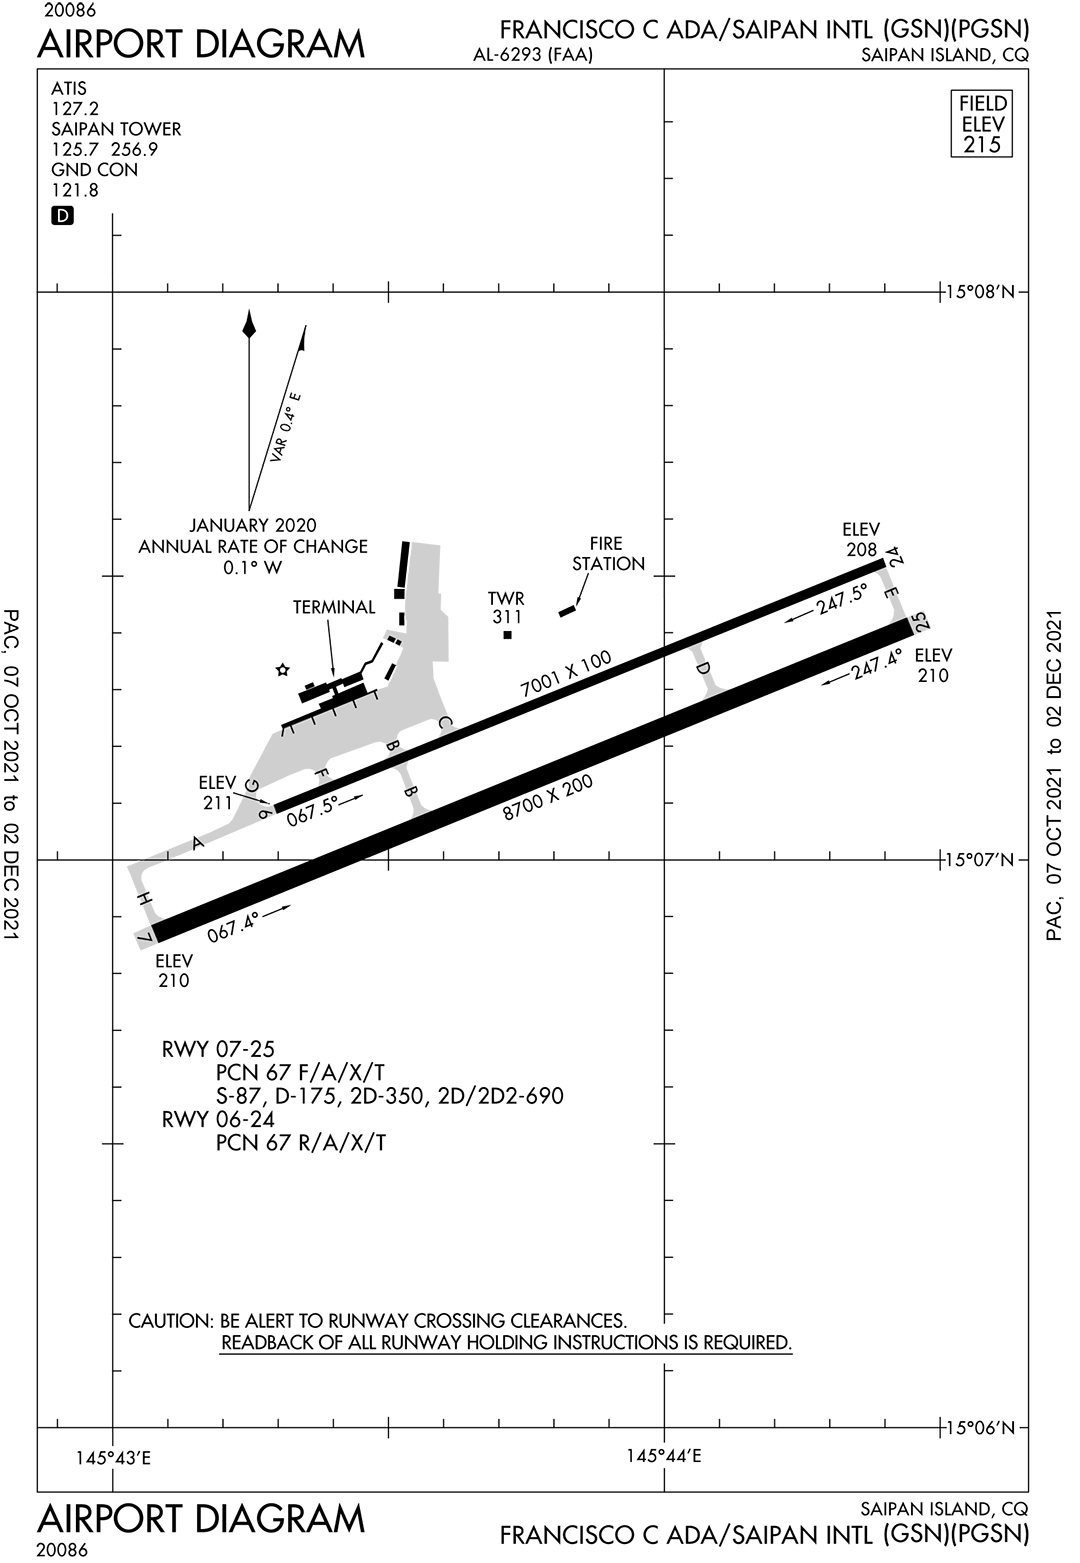 20086
AIRPORT DIAGRAM
FRANCISCO C ADA/SAIPAN INTL (GSN)(PGSN)
AL-6293 (FAA)
SAIPAN ISLAND, CQ
ATIS
127.2
SAIPAN TOWER
125.7 256.9
GND CON
121.8
D
FIELD
ELEV
215
15°08'N
VAR 0.4° E
JANUARY 2020
ANNUAL RATE OF CHANGE
0.1° W
TERMINAL
TWR
311
FIRE
STATION
ELEV
208
24
E
247.5°
25
ELEV
210
247.4°
7001 X 100
D
C
B
B
F
G
ELEV
211
6
067.5°
8700 X 200
A
15°07'N
H
7
067.4°
ELEV
210
PAC, 07 OCT 2021 to 02 DEC 2021
PAC, 07 OCT 2021 to 02 DEC 2021
RWY 07-25
PCN 67 F/A/X/T
S-87, D-175, 2D-350, 2D/2D2-690
RWY 06-24
PCN 67 R/A/X/T
CAUTION: BE ALERT TO RUNWAY CROSSING CLEARANCES.
READBACK OF ALL RUNWAY HOLDING INSTRUCTIONS IS REQUIRED.
15°06'N
145°43'E
145°44'E
AIRPORT DIAGRAM
20086
SAIPAN ISLAND, CQ
FRANCISCO C ADA/SAIPAN INTL (GSN)(PGSN)